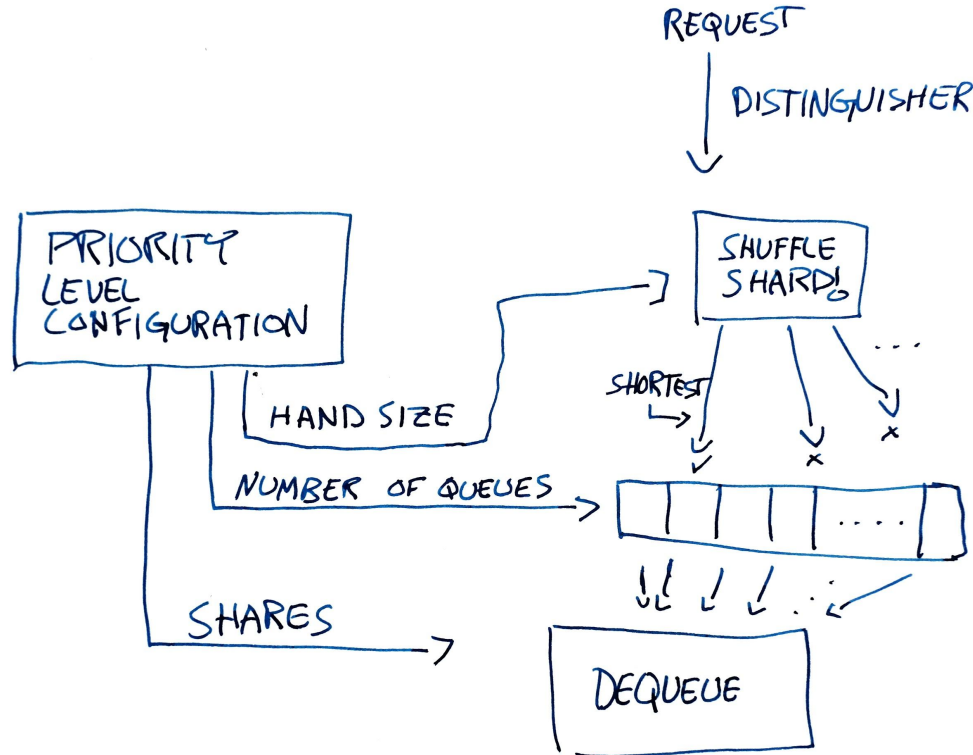 REQUEST
DISTINGUISHER
PRIORITY
LEVEL
CONFIGURATION
SHUFFLE
SHARD!
....
SHORTEST
HAND SIZE
x
x
NUMBER OF QUEUES
....
SHARES
DEQUEUE